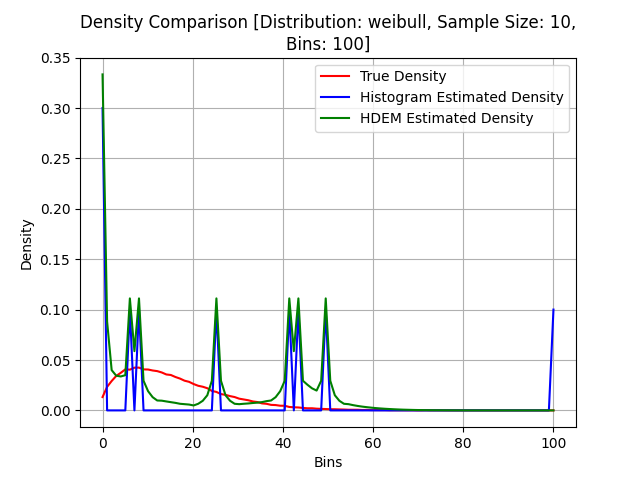 Density Comparison [Distribution: weibull, Sample Size: 10,
Bins: 100]
True Density
Histogram Estimated Density
HDEM Estimated Density
Density
0.35
0.30
0.25
0.20
0.15
0.10
0.05
0.00
0 20 40 60 80 100
Bins